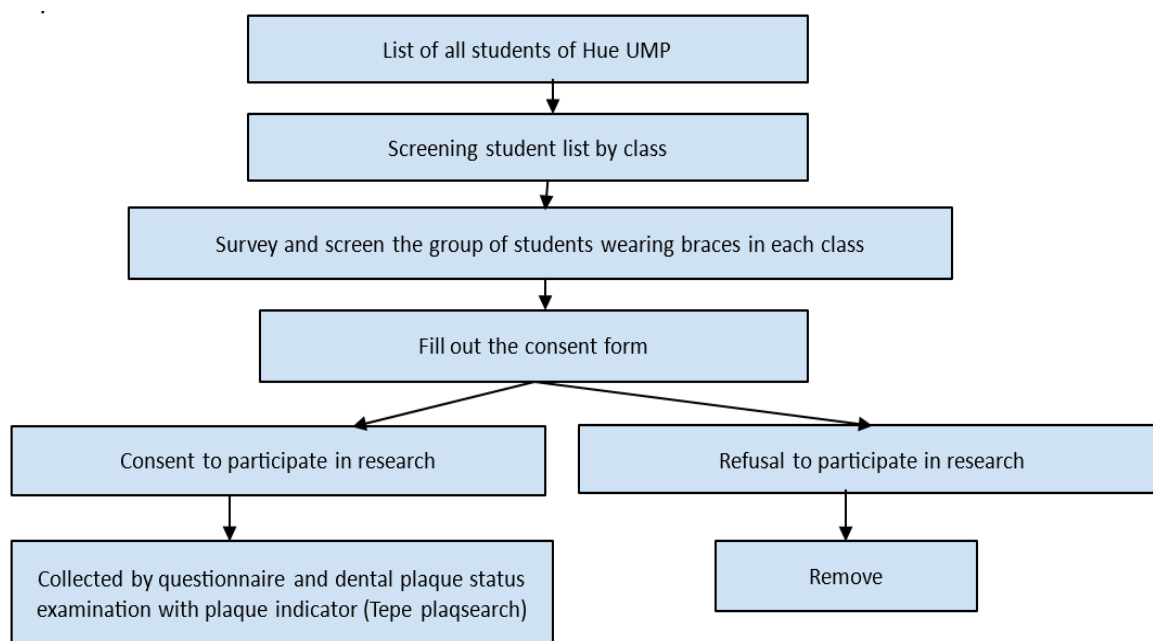 List of all students of Hue UMP
Screening student list by class
Survey and screen the group of students wearing braces in each class
Fill out the consent form
Consent to participate in research
Refusal to participate in research
Collected by questionnaire and dental plaque status
examination with plaque indicator (Tepe plaqsearch)
Remove